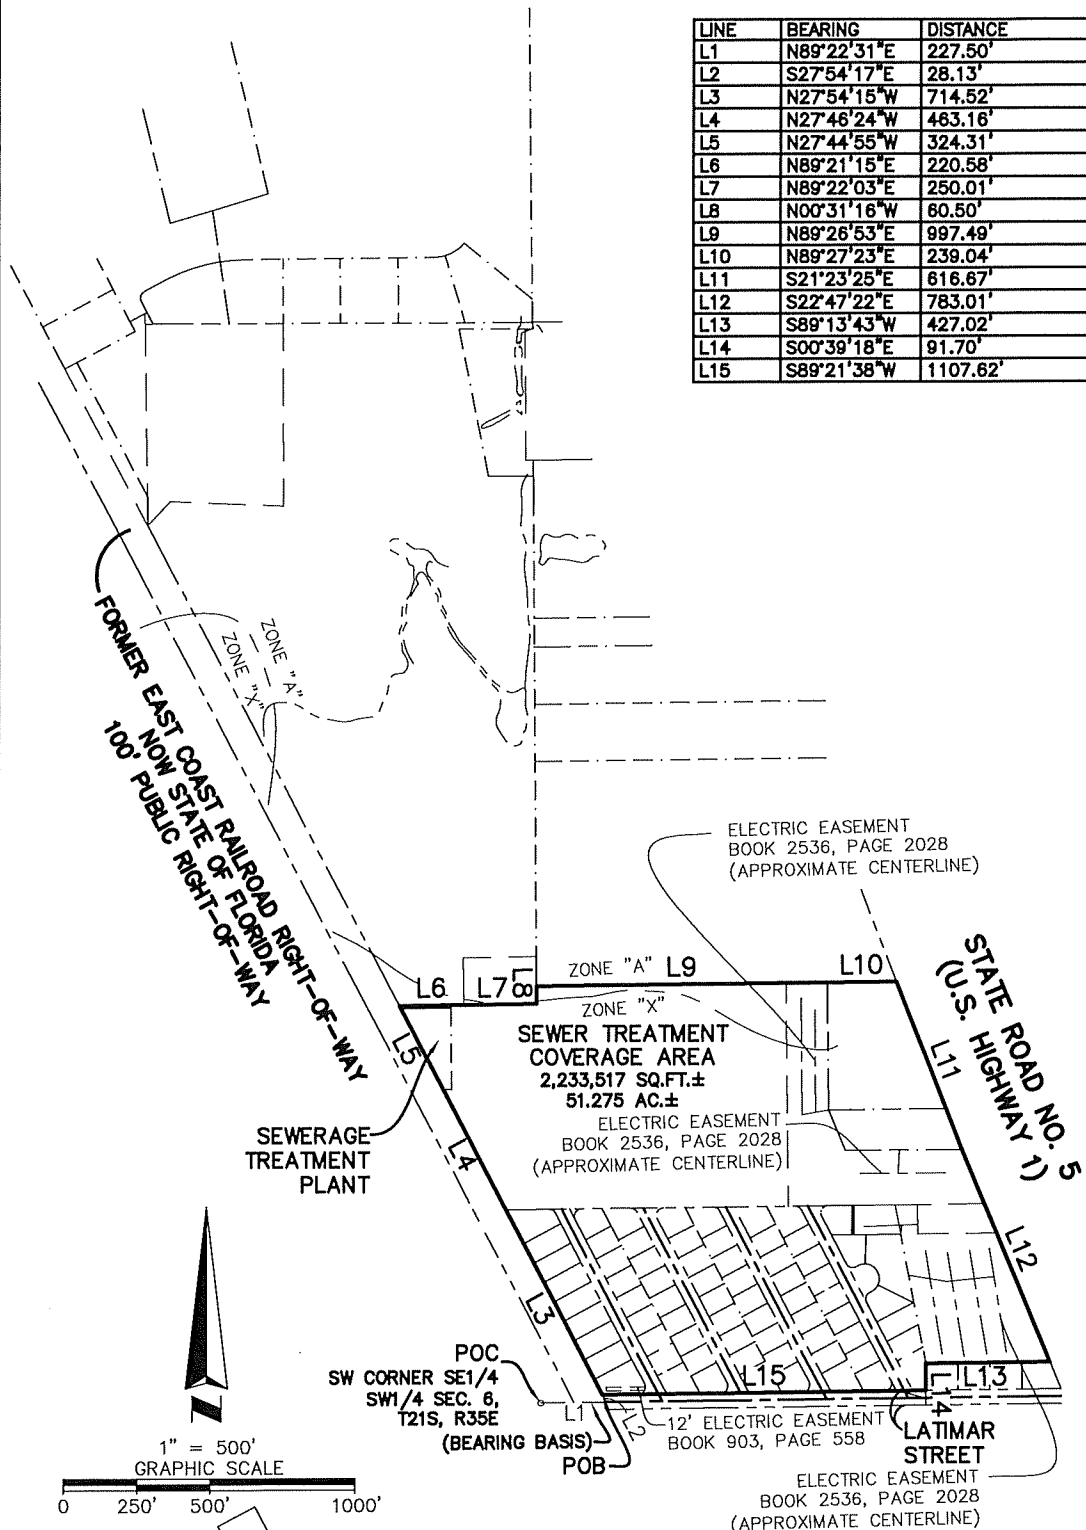 LINE BEARING DISTANCE
L1 N89°22'31"E 227.50'
L2 S27°54'17"E 28.13'
L3 N27°54'15"W 714.52'
L4 N27°46'24"W 463.16'
L5 N27°44'55"W 324.31'
L6 N89°21'15"E 220.58'
L7 N89°22'03"E 250.01'
L8 N00°31'16"W 60.50'
L9 N89°26'53"E 997.49'
L10 N89°27'23"E 239.04'
L11 S21°23'25"E 616.67'
L12 S22°47'22"E 783.01'
L13 S89°13'43"W 427.02'
L14 S00°39'18"E 91.70'
L15 S89°21'38"W 1107.62'
FORMER EAST COAST RAILROAD RIGHT-OF-WAY
NOW STATE OF FLORIDA
100' PUBLIC RIGHT-OF-WAY
ZONE "A"
ZONE "X"
ELECTRIC EASEMENT
BOOK 2536, PAGE 2028
(APPROXIMATE CENTERLINE)
STATE ROAD NO. 5
(U.S. HIGHWAY 1)
L6
L7
L8
ZONE "A"
L9
L10
ZONE "X"
SEWER TREATMENT
COVERAGE AREA
2,233,517 SQ.FT.±
51.275 AC.±
L5
L11
ELECTRIC EASEMENT
BOOK 2536, PAGE 2028
(APPROXIMATE CENTERLINE)
SEWERAGE
TREATMENT
PLANT
L4
L12
L3
POC
SW CORNER SE1/4
SW1/4 SEC. 6,
T21S, R35E
(BEARING BASIS)
POB
L1
L2
L15
L13
L14
12' ELECTRIC EASEMENT
BOOK 903, PAGE 558
LATIMAR
STREET
ELECTRIC EASEMENT
BOOK 2536, PAGE 2028
(APPROXIMATE CENTERLINE)
N
1" = 500'
GRAPHIC SCALE
0 250' 500' 1000'